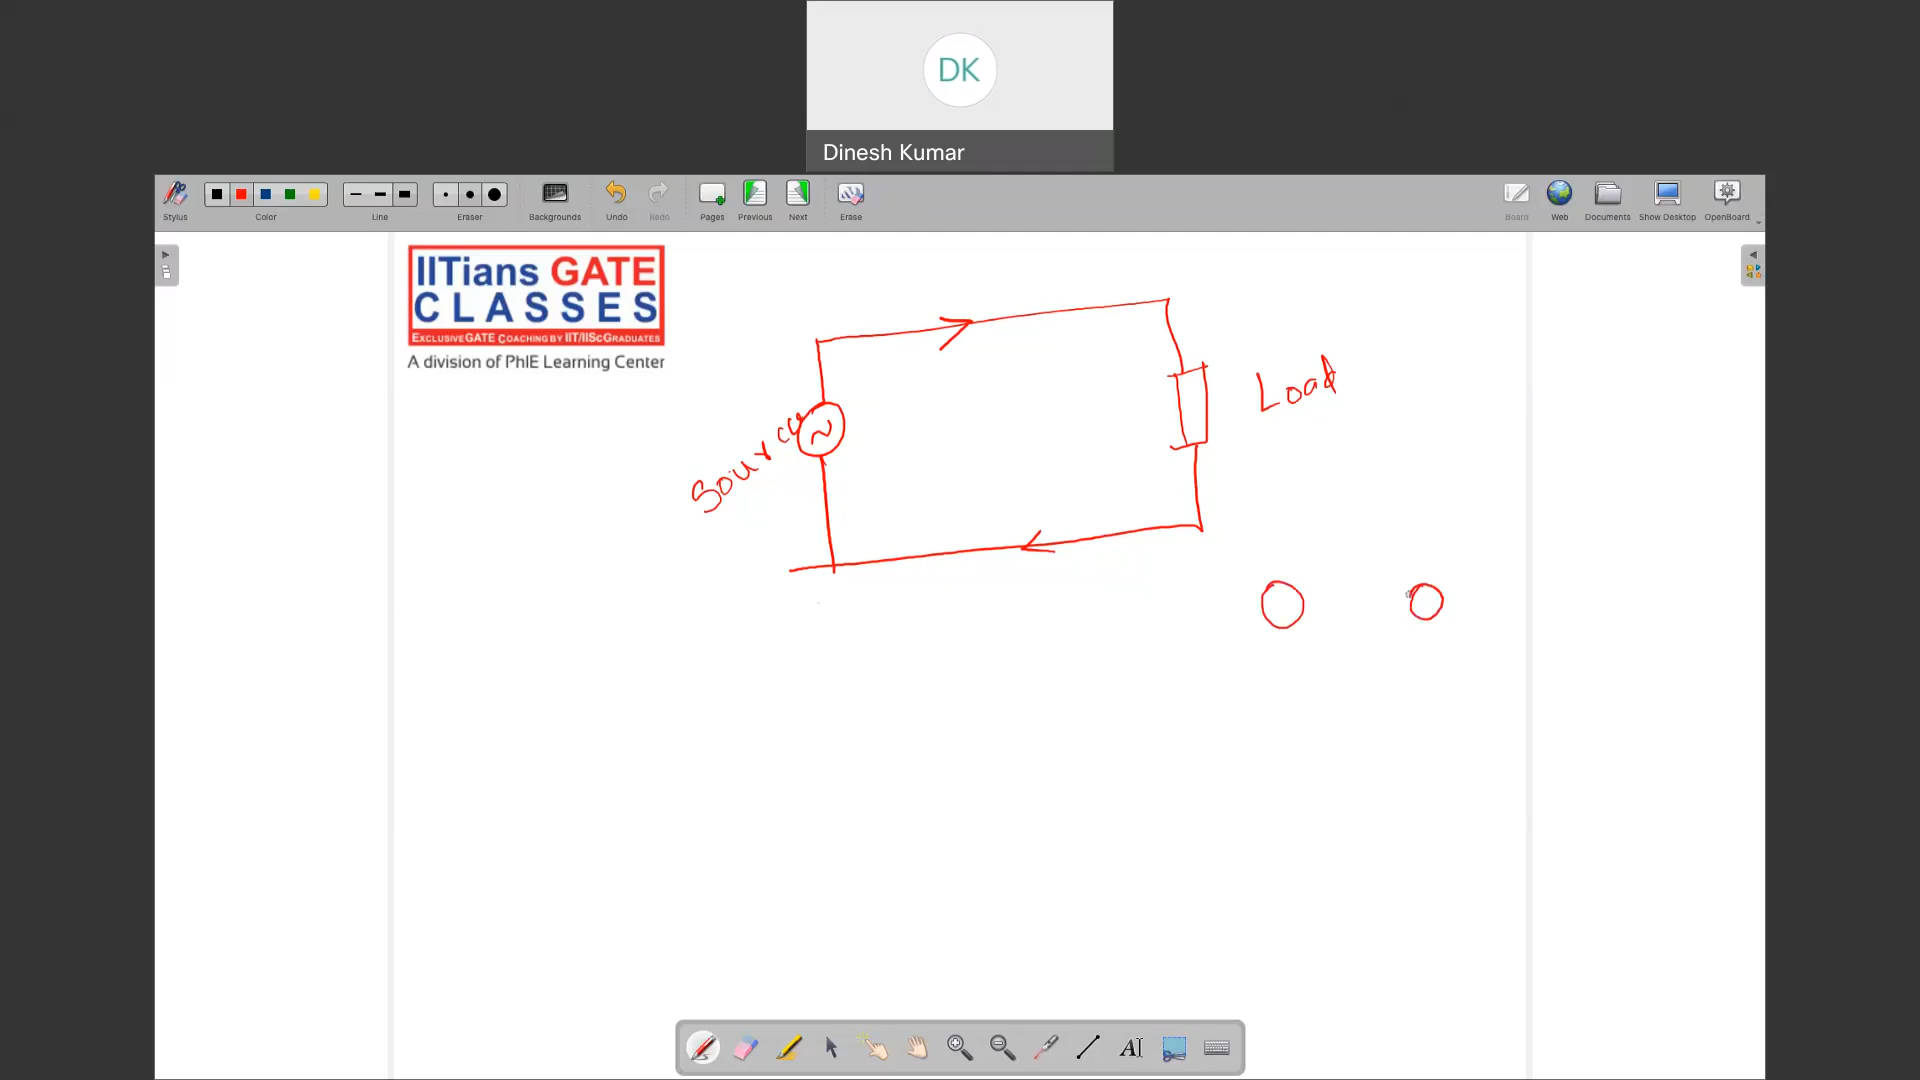 DK
Dinesh Kumar
Stylus
Color
Line
Eraser
Backgrounds
Undo
Redo
Pages
Previous
Next
Erase
Board
Web
Documents
Show Desktop
OpenBoard
IITians GATE
CLASSES
EXCLUSIVE GATE COACHING BY IIT/IISc GRADUATES
A division of PhIE Learning Center
Load
Source
AI